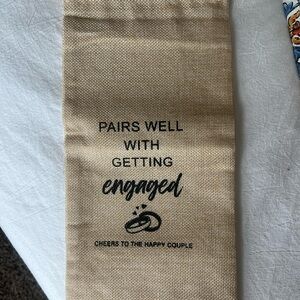 PAIRS WELL
WITH
GETTING
engaged
CHEERS TO THE HAPPY COUPLE